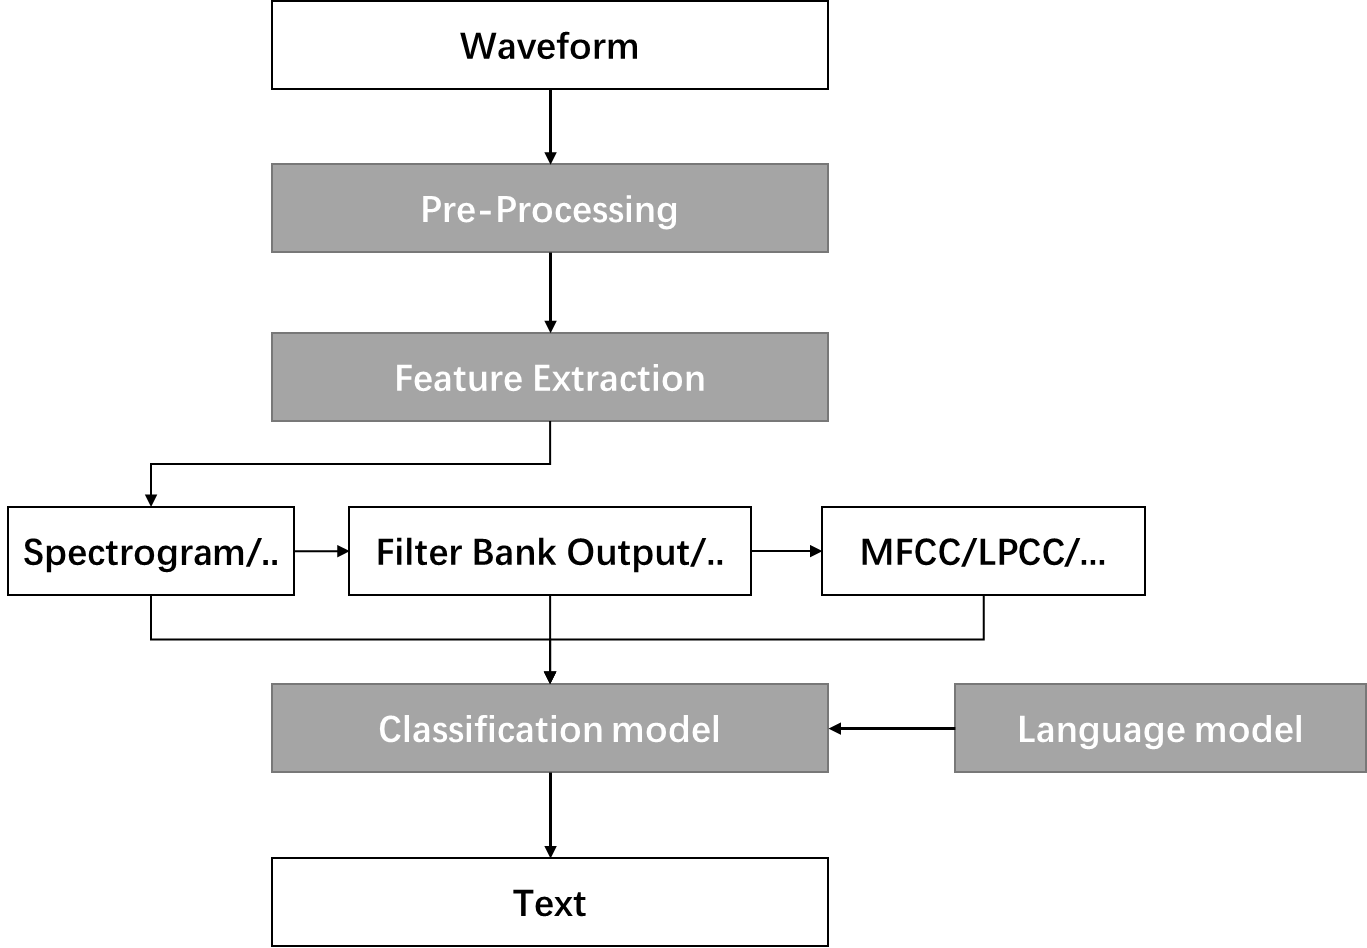 Waveform
Pre-Processing
Feature Extraction
Spectrogram/..
Filter Bank Output/..
MFCC/LPCC/...
Classification model
Language model
Text